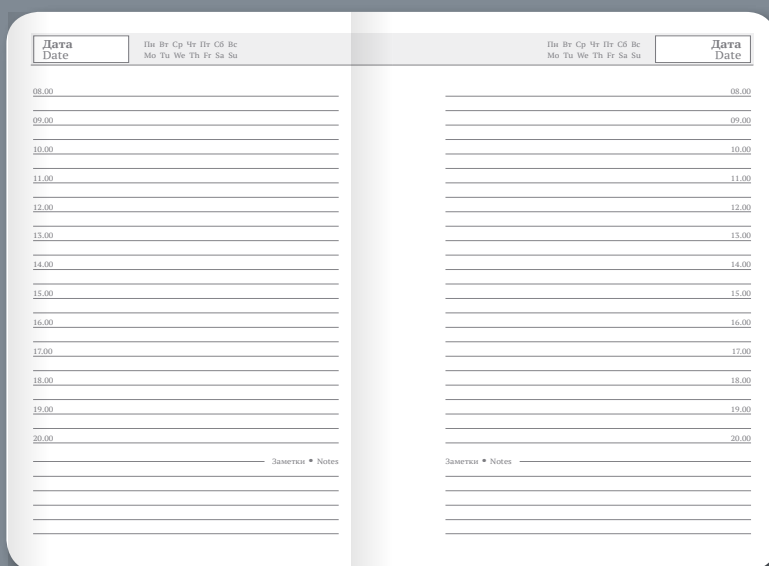 Дата
Date
Пн Вт Ср Чт Пт Сб Вс
Mo Tu We Th Fr Sa Su
08.00
09.00
10.00
11.00
12.00
13.00
14.00
15.00
16.00
17.00
18.00
19.00
20.00
Заметки • Notes
Пн Вт Ср Чт Пт Сб Вс
Mo Tu We Th Fr Sa Su
Дата
Date
08.00
09.00
10.00
11.00
12.00
13.00
14.00
15.00
16.00
17.00
18.00
19.00
20.00
Заметки • Notes